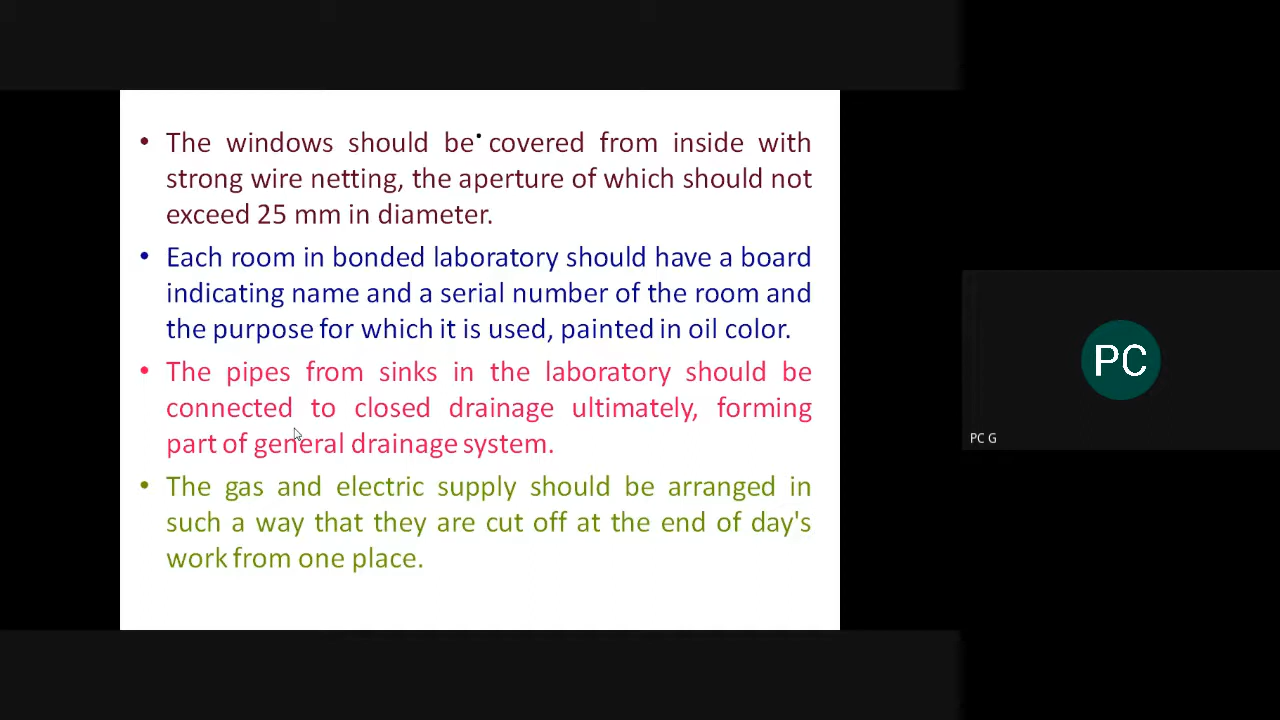 • The windows should be covered from inside with
strong wire netting, the aperture of which should not
exceed 25 mm in diameter.
• Each room in bonded laboratory should have a board
indicating name and a serial number of the room and
the purpose for which it is used, painted in oil color.
• The pipes from sinks in the laboratory should be
connected to closed drainage ultimately, forming
part of general drainage system.
• The gas and electric supply should be arranged in
such a way that they are cut off at the end of day's
work from one place.
PC
PC G